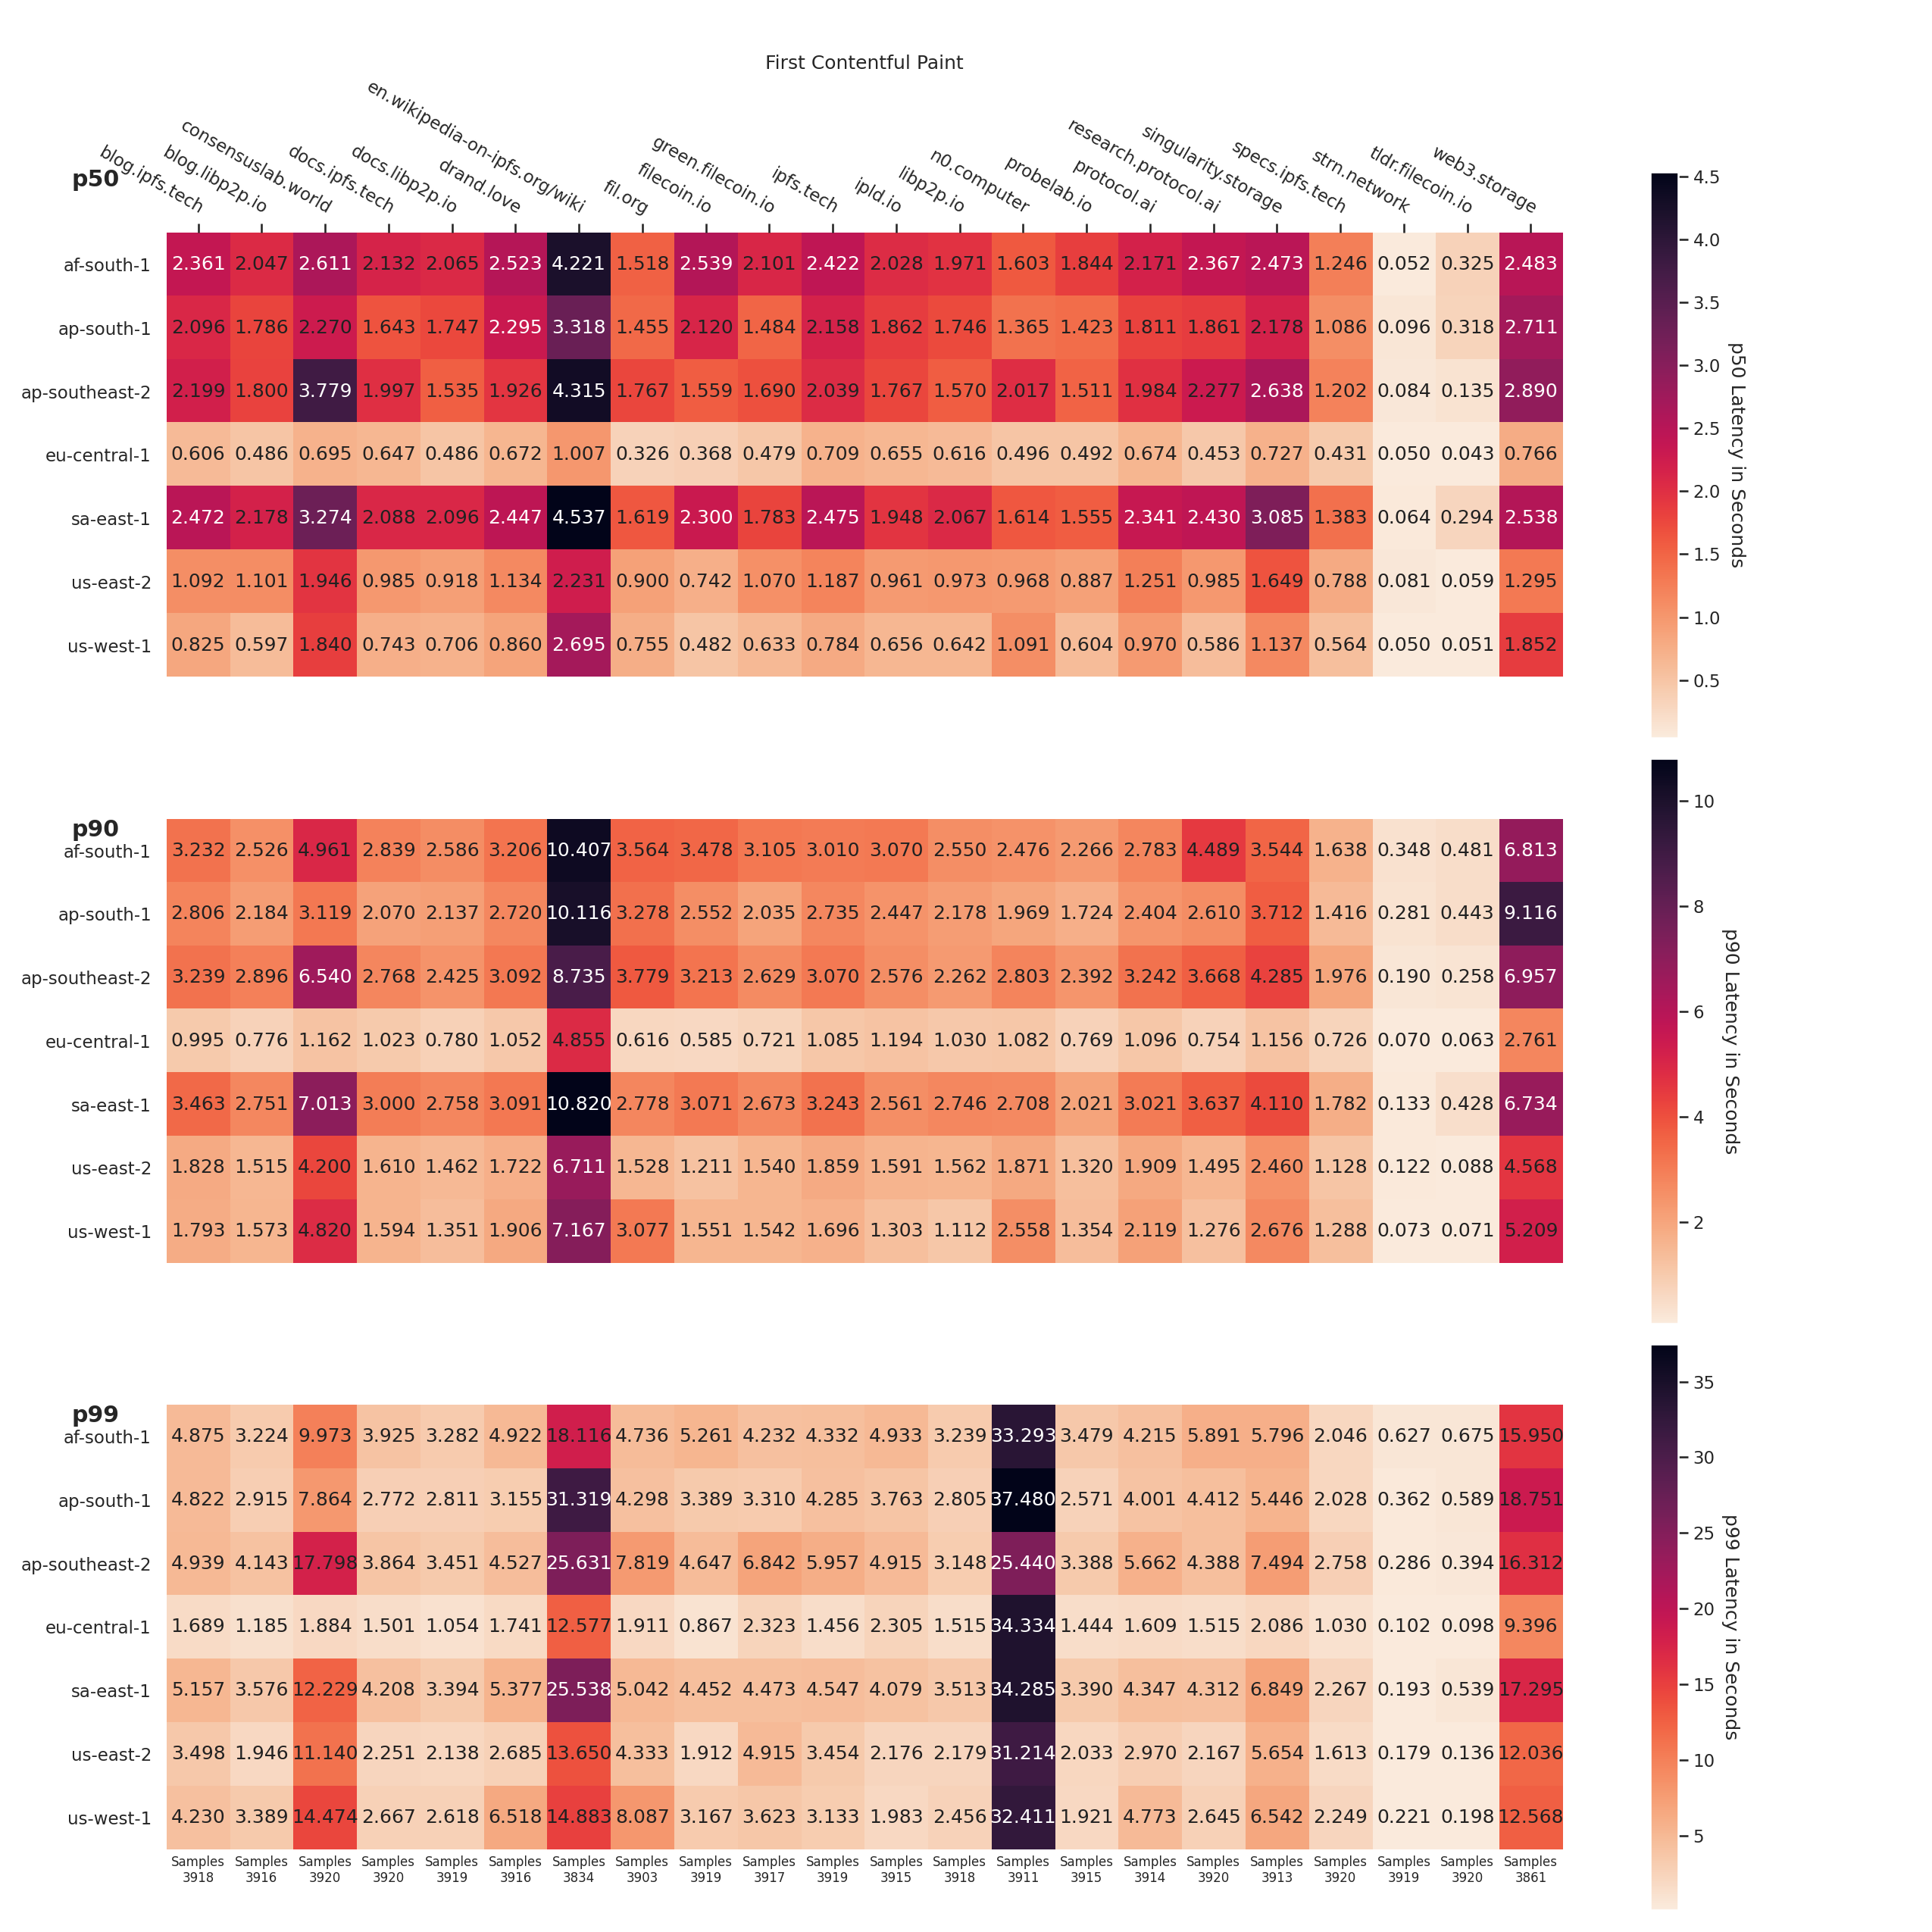 First Contentful Paint
p50
blog.ipfs.tech
blog.libp2p.io
consensuslab.world
docs.ipfs.tech
docs.libp2p.io
drand.love
en.wikipedia-on-ipfs.org/wiki
fil.org
filecoin.io
green.filecoin.io
ipfs.tech
ipld.io
libp2p.io
n0.computer
probelab.io
protocol.ai
research.protocol.ai
singularity.storage
specs.ipfs.tech
strn.network
tldr.filecoin.io
web3.storage
af-south-1 2.361 2.047 2.611 2.132 2.065 2.523 4.221 1.518 2.539 2.101 2.422 2.028 1.971 1.603 1.844 2.171 2.367 2.473 1.246 0.052 0.325 2.483
ap-south-1 2.096 1.786 2.270 1.643 1.747 2.295 3.318 1.455 2.120 1.484 2.158 1.862 1.746 1.365 1.423 1.811 1.861 2.178 1.086 0.096 0.318 2.711
ap-southeast-2 2.199 1.800 3.779 1.997 1.535 1.926 4.315 1.767 1.559 1.690 2.039 1.767 1.570 2.017 1.511 1.984 2.277 2.638 1.202 0.084 0.135 2.890
eu-central-1 0.606 0.486 0.695 0.647 0.486 0.672 1.007 0.326 0.368 0.479 0.709 0.655 0.616 0.496 0.492 0.674 0.453 0.727 0.431 0.050 0.043 0.766
sa-east-1 2.472 2.178 3.274 2.088 2.096 2.447 4.537 1.619 2.300 1.783 2.475 1.948 2.067 1.614 1.555 2.341 2.430 3.085 1.383 0.064 0.294 2.538
us-east-2 1.092 1.101 1.946 0.985 0.918 1.134 2.231 0.900 0.742 1.070 1.187 0.961 0.973 0.968 0.887 1.251 0.985 1.649 0.788 0.081 0.059 1.295
us-west-1 0.825 0.597 1.840 0.743 0.706 0.860 2.695 0.755 0.482 0.633 0.784 0.656 0.642 1.091 0.604 0.970 0.586 1.137 0.564 0.050 0.051 1.852
4.5
4.0
3.5
3.0
2.5
2.0
1.5
1.0
0.5
p50 Latency in Seconds
p90
af-south-1 3.232 2.526 4.961 2.839 2.586 3.206 10.407 3.564 3.478 3.105 3.010 3.070 2.550 2.476 2.266 2.783 4.489 3.544 1.638 0.348 0.481 6.813
ap-south-1 2.806 2.184 3.119 2.070 2.137 2.720 10.116 3.278 2.552 2.035 2.735 2.447 2.178 1.969 1.724 2.404 2.610 3.712 1.416 0.281 0.443 9.116
ap-southeast-2 3.239 2.896 6.540 2.768 2.425 3.092 8.735 3.779 3.213 2.629 3.070 2.576 2.262 2.803 2.392 3.242 3.668 4.285 1.976 0.190 0.258 6.957
eu-central-1 0.995 0.776 1.162 1.023 0.780 1.052 4.855 0.616 0.585 0.721 1.085 1.194 1.030 1.082 0.769 1.096 0.754 1.156 0.726 0.070 0.063 2.761
sa-east-1 3.463 2.751 7.013 3.000 2.758 3.091 10.820 2.778 3.071 2.673 3.243 2.561 2.746 2.708 2.021 3.021 3.637 4.110 1.782 0.133 0.428 6.734
us-east-2 1.828 1.515 4.200 1.610 1.462 1.722 6.711 1.528 1.211 1.540 1.859 1.591 1.562 1.871 1.320 1.909 1.495 2.460 1.128 0.122 0.088 4.568
us-west-1 1.793 1.573 4.820 1.594 1.351 1.906 7.167 3.077 1.551 1.542 1.696 1.303 1.112 2.558 1.354 2.119 1.276 2.676 1.288 0.073 0.071 5.209
10
8
6
4
2
p90 Latency in Seconds
p99
af-south-1 4.875 3.224 9.973 3.925 3.282 4.922 18.116 4.736 5.261 4.232 4.332 4.933 3.239 33.293 3.479 4.215 5.891 5.796 2.046 0.627 0.675 15.950
ap-south-1 4.822 2.915 7.864 2.772 2.811 3.155 31.319 4.298 3.389 3.310 4.285 3.763 2.805 37.480 2.571 4.001 4.412 5.446 2.028 0.362 0.589 18.751
ap-southeast-2 4.939 4.143 17.798 3.864 3.451 4.527 25.631 7.819 4.647 6.842 5.957 4.915 3.148 25.440 3.388 5.662 4.388 7.494 2.758 0.286 0.394 16.312
eu-central-1 1.689 1.185 1.884 1.501 1.054 1.741 12.577 1.911 0.867 2.323 1.456 2.305 1.515 34.334 1.444 1.609 1.515 2.086 1.030 0.102 0.098 9.396
sa-east-1 5.157 3.576 12.229 4.208 3.394 5.377 25.538 5.042 4.452 4.473 4.547 4.079 3.513 34.285 3.390 4.347 4.312 6.849 2.267 0.193 0.539 17.295
us-east-2 3.498 1.946 11.140 2.251 2.138 2.685 13.650 4.333 1.912 4.915 3.454 2.176 2.179 31.214 2.033 2.970 2.167 5.654 1.613 0.179 0.136 12.036
us-west-1 4.230 3.389 14.474 2.667 2.618 6.518 14.883 8.087 3.167 3.623 3.133 1.983 2.456 32.411 1.921 4.773 2.645 6.542 2.249 0.221 0.198 12.568
Samples Samples Samples Samples Samples Samples Samples Samples Samples Samples Samples Samples Samples Samples Samples Samples Samples Samples Samples Samples Samples Samples
3918 3916 3920 3920 3919 3916 3834 3903 3919 3917 3919 3915 3918 3911 3915 3914 3920 3913 3920 3919 3920 3861
35
30
25
20
15
10
5
p99 Latency in Seconds